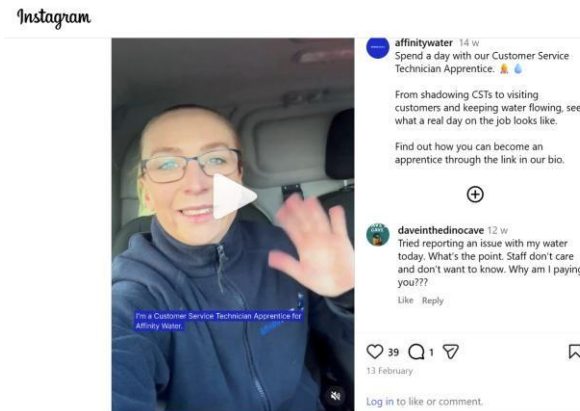 Instagram
affinitywater 14 w
Spend a day with our Customer Service
Technician Apprentice.
From shadowing CSTs to visiting
customers and keeping water flowing, see
what a real day on the job looks like.
Find out how you can become an
apprentice through the link in our bio.
daveinthedinocave 12 w
Tried reporting an issue with my water
today. What's the point. Staff don't care
and don't want to know. Why am I paying
you???
Like Reply
I'm a Customer Service Technician Apprentice for
Affinity Water.
39 1
13 February
Log in to like or comment.